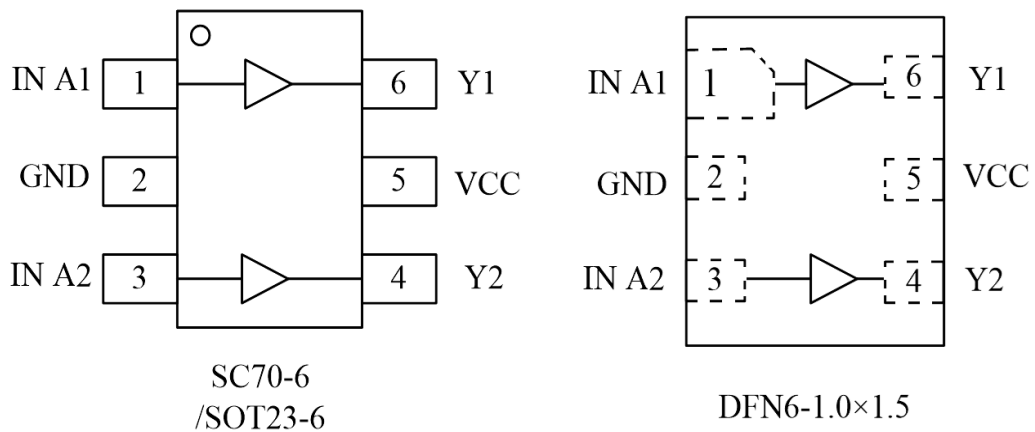 IN A1 1 6 Y1
GND 2 5 VCC
IN A2 3 4 Y2
SC70-6
/SOT23-6
IN A1 1 6 Y1
GND 2 5 VCC
IN A2 3 4 Y2
DFN6-1.0×1.5